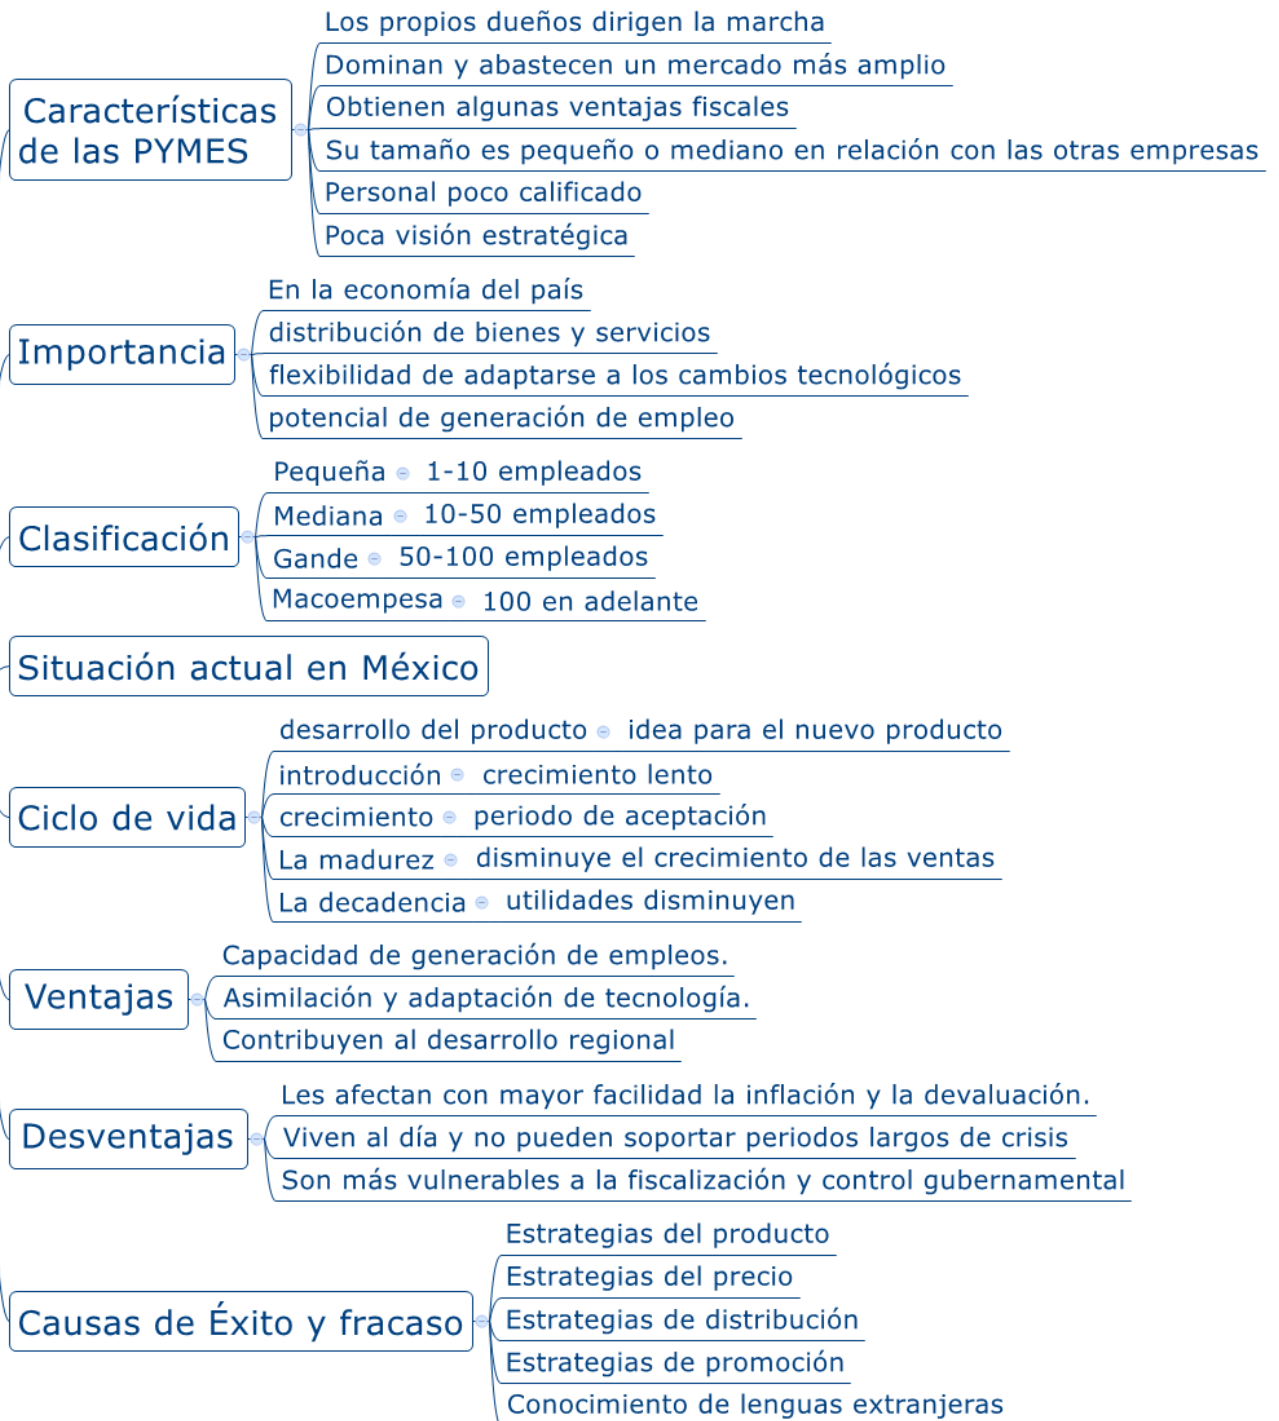 Características
de las PYMES
Los propios dueños dirigen la marcha
Dominan y abastecen un mercado más amplio
Obtienen algunas ventajas fiscales
Su tamaño es pequeño o mediano en relación con las otras empresas
Personal poco calificado
Poca visión estratégica
Importancia
En la economía del país
distribución de bienes y servicios
flexibilidad de adaptarse a los cambios tecnológicos
potencial de generación de empleo
Clasificación
Pequeña 1-10 empleados
Mediana 10-50 empleados
Gande 50-100 empleados
Macoempesa 100 en adelante
Situación actual en México
Ciclo de vida
desarrollo del producto idea para el nuevo producto
introducción crecimiento lento
crecimiento periodo de aceptación
La madurez disminuye el crecimiento de las ventas
La decadencia utilidades disminuyen
Ventajas
Capacidad de generación de empleos.
Asimilación y adaptación de tecnología.
Contribuyen al desarrollo regional
Desventajas
Les afectan con mayor facilidad la inflación y la devaluación.
Viven al día y no pueden soportar periodos largos de crisis
Son más vulnerables a la fiscalización y control gubernamental
Causas de Éxito y fracaso
Estrategias del producto
Estrategias del precio
Estrategias de distribución
Estrategias de promoción
Conocimiento de lenguas extranjeras